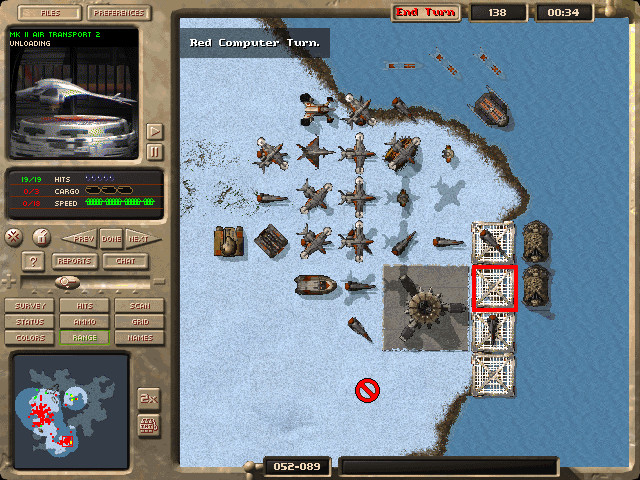 FILES
PREFERENCES
End Turn
138
00:34
MK II AIR TRANSPORT 2
UNLOADING
Red Computer Turn.
19/19 HITS
0/3 CARGO
0/18 SPEED
PREV
DONE
NEXT
?
REPORTS
CHAT
SURVEY
HITS
SCAN
STATUS
AMMO
GRID
COLORS
RANGE
NAMES
2x
052-089